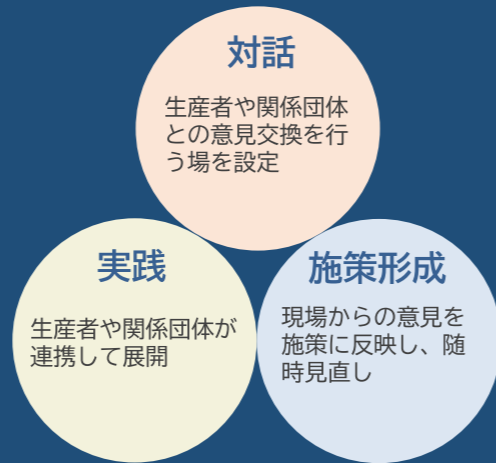 対話
生産者や関係団体
との意見交換を行
う場を設定
実践
生産者や関係団体が
連携して展開
施策形成
現場からの意見を
施策に反映し、随
時見直し